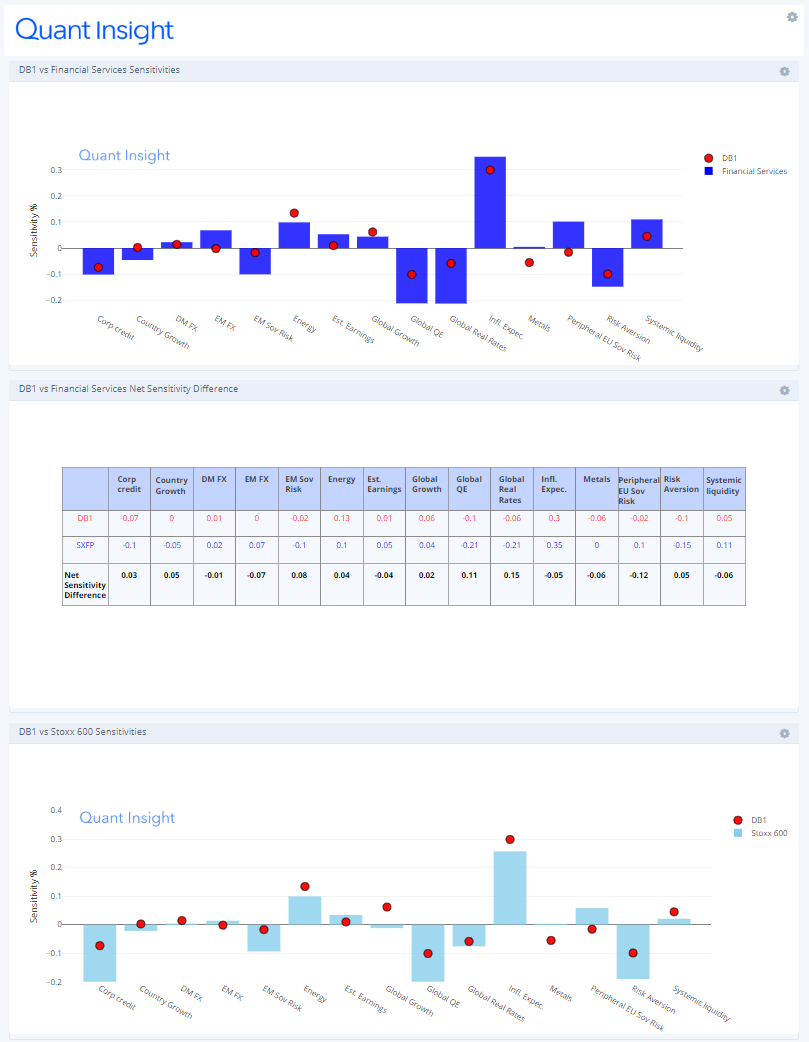 Quant Insight
DB1 vs Financial Services Sensitivities
Quant Insight
DB1
Financial Services
Sensitivity %
0.3
0.2
0.1
0
−0.1
−0.2
Corp credit
Country Growth
DM FX
EM FX
EM Sov Risk
Energy
Est. Earnings
Global Growth
Global QE
Global Real Rates
Infl. Expec.
Metals
Peripheral EU Sov Risk
Risk Aversion
Systemic liquidity
DB1 vs Financial Services Net Sensitivity Difference
Corp credit Country Growth DM FX EM FX EM Sov Risk Energy Est. Earnings Global Growth Global QE Global Real Rates Infl. Expec. Metals Peripheral EU Sov Risk Risk Aversion Systemic liquidity
DB1 -0.07 0 0.01 0 -0.02 0.13 0.01 0.06 -0.1 -0.06 0.3 -0.06 -0.02 -0.1 0.05
SXFP -0.1 -0.05 0.02 0.07 -0.1 0.1 0.05 0.04 -0.21 -0.21 0.35 0 0.1 -0.15 0.11
Net Sensitivity Difference 0.03 0.05 -0.01 -0.07 0.08 0.04 -0.04 0.02 0.11 0.15 -0.05 -0.06 -0.12 0.05 -0.06
DB1 vs Stoxx 600 Sensitivities
Quant Insight
DB1
Stoxx 600
Sensitivity %
0.4
0.3
0.2
0.1
0
−0.1
−0.2
Corp credit
Country Growth
DM FX
EM FX
EM Sov Risk
Energy
Est. Earnings
Global Growth
Global QE
Global Real Rates
Infl. Expec.
Metals
Peripheral EU Sov Risk
Risk Aversion
Systemic liquidity